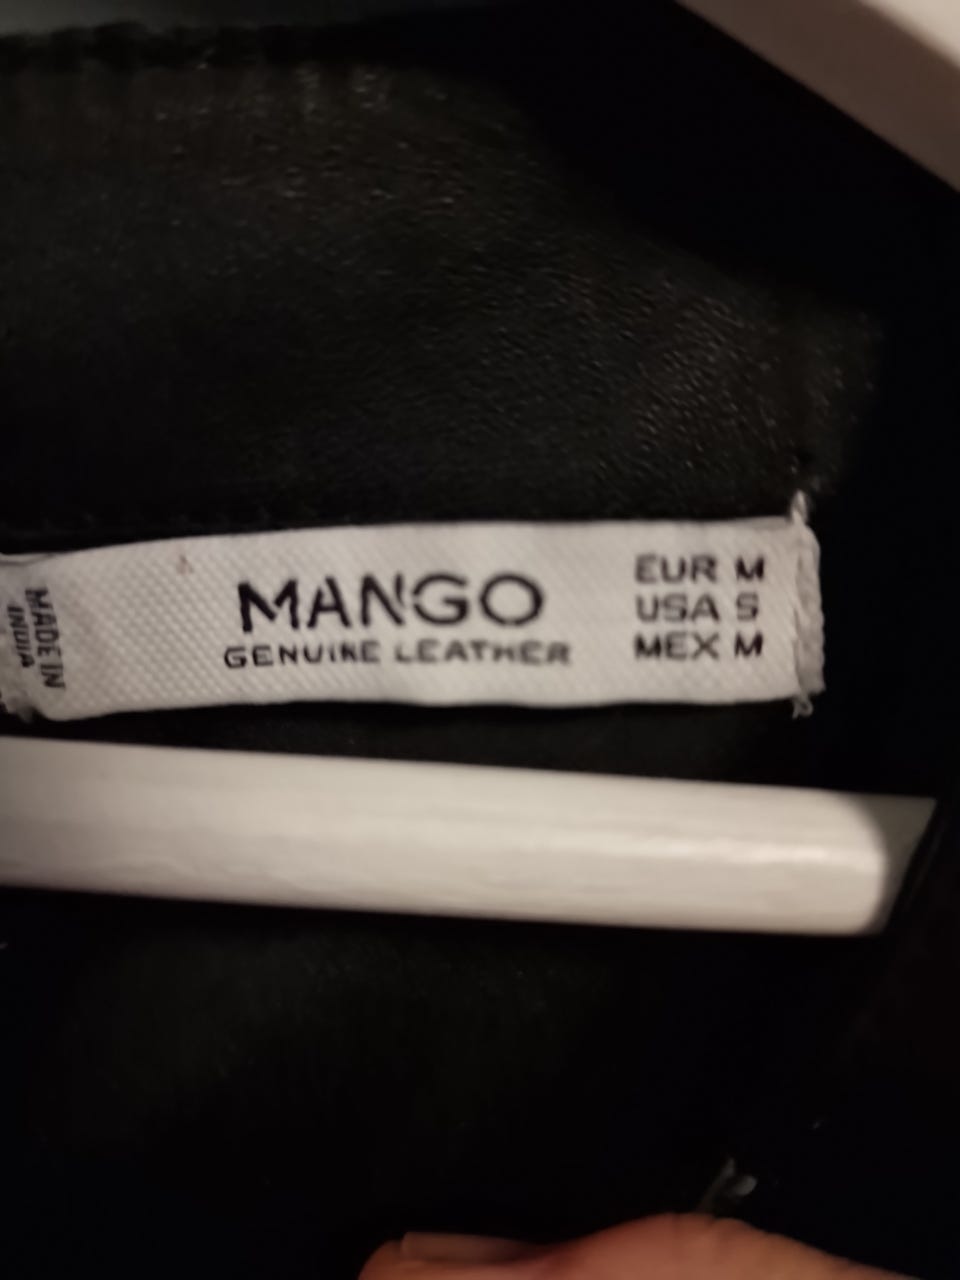 MADE IN
INDIA
MANGO
GENUINE LEATHER
EUR M
USA S
MEX M